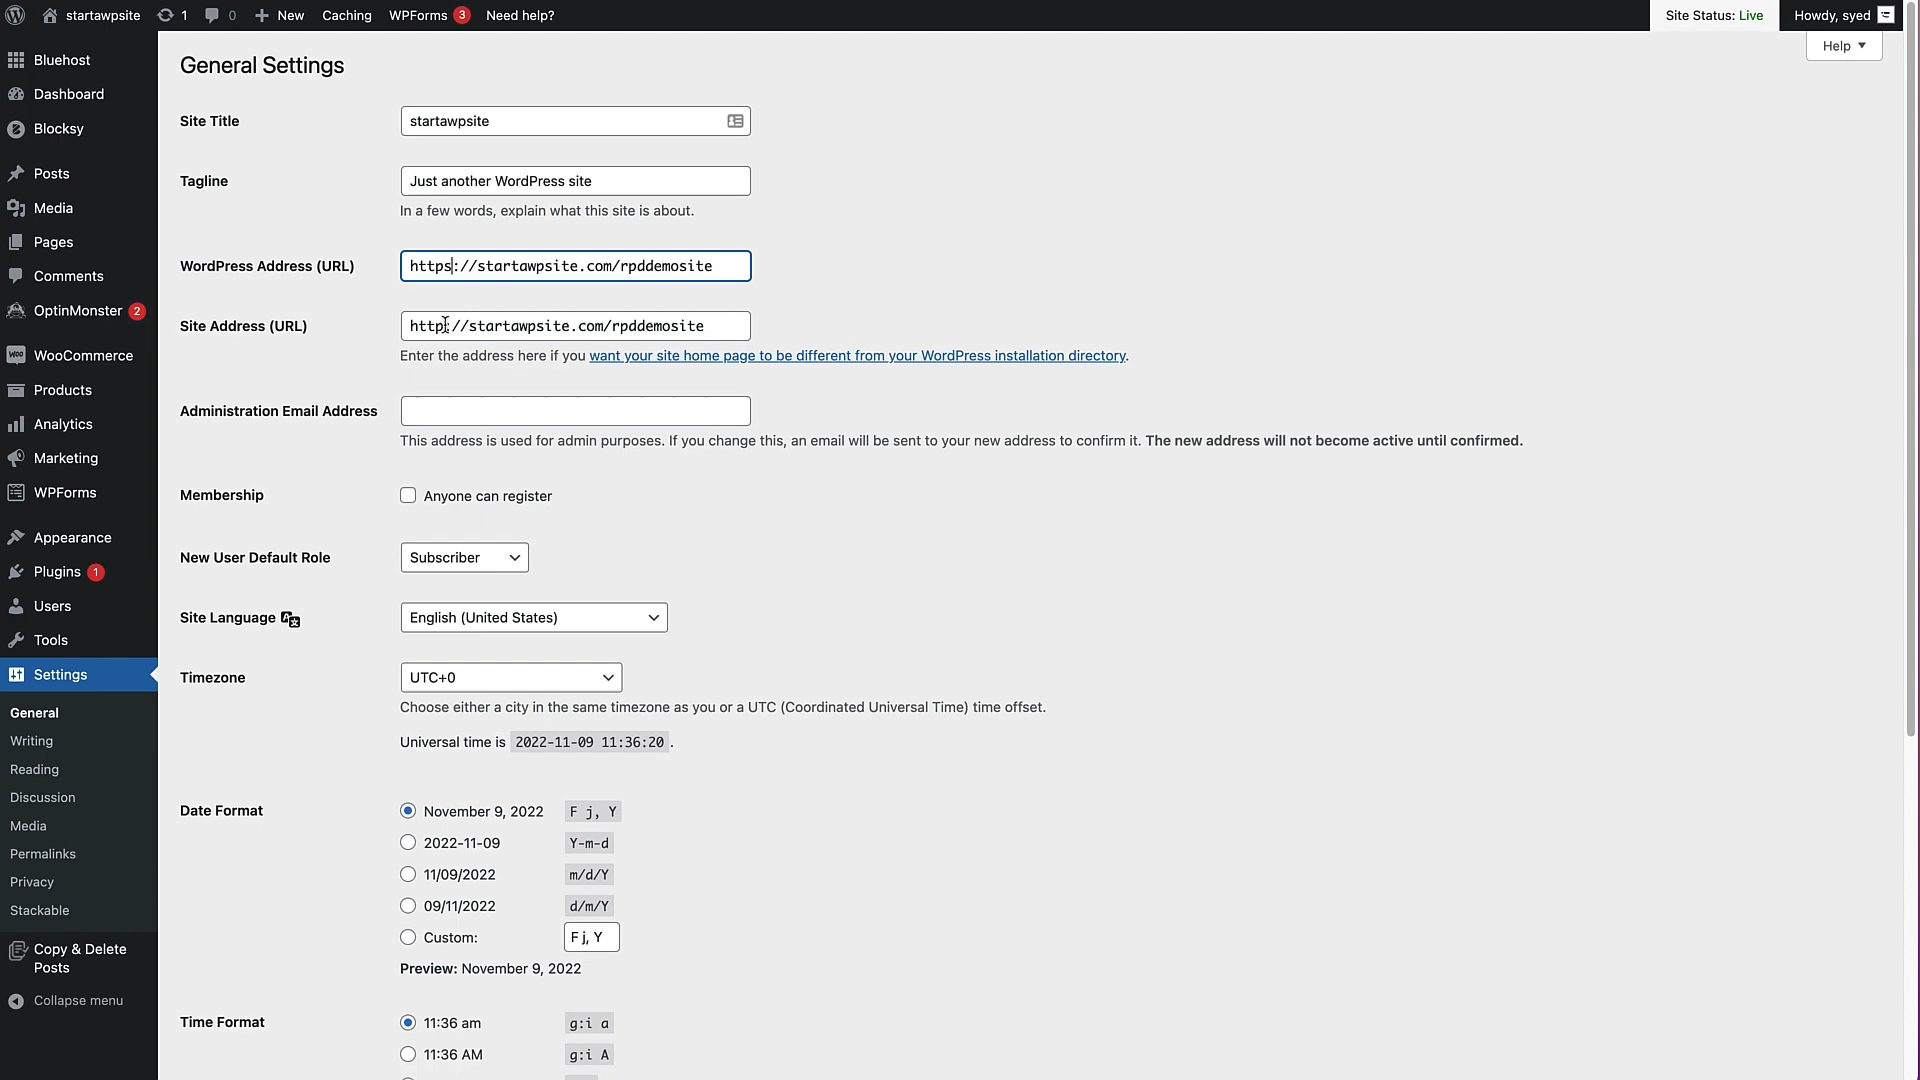 startawpsite 1 0 New Caching WPForms 3 Need help? Site Status: Live Howdy, syed
Help
Bluehost
Dashboard
Blocksy
Posts
Media
Pages
Comments
OptinMonster 2
WooCommerce
Products
Analytics
Marketing
WPForms
Appearance
Plugins 1
Users
Tools
Settings
General
Writing
Reading
Discussion
Media
Permalinks
Privacy
Stackable
Copy & Delete
Posts
Collapse menu
General Settings
Site Title startawpsite
Tagline Just another WordPress site
In a few words, explain what this site is about.
WordPress Address (URL) https://startawpsite.com/rpddemosite
Site Address (URL) http://startawpsite.com/rpddemosite
Enter the address here if you want your site home page to be different from your WordPress installation directory.
Administration Email Address
This address is used for admin purposes. If you change this, an email will be sent to your new address to confirm it. The new address will not become active until confirmed.
Membership Anyone can register
New User Default Role Subscriber
Site Language English (United States)
Timezone UTC+0
Choose either a city in the same timezone as you or a UTC (Coordinated Universal Time) time offset.
Universal time is 2022-11-09 11:36:20 .
Date Format November 9, 2022 F j, Y
2022-11-09 Y-m-d
11/09/2022 m/d/Y
09/11/2022 d/m/Y
Custom: F j, Y
Preview: November 9, 2022
Time Format 11:36 am g:i a
11:36 AM g:i A